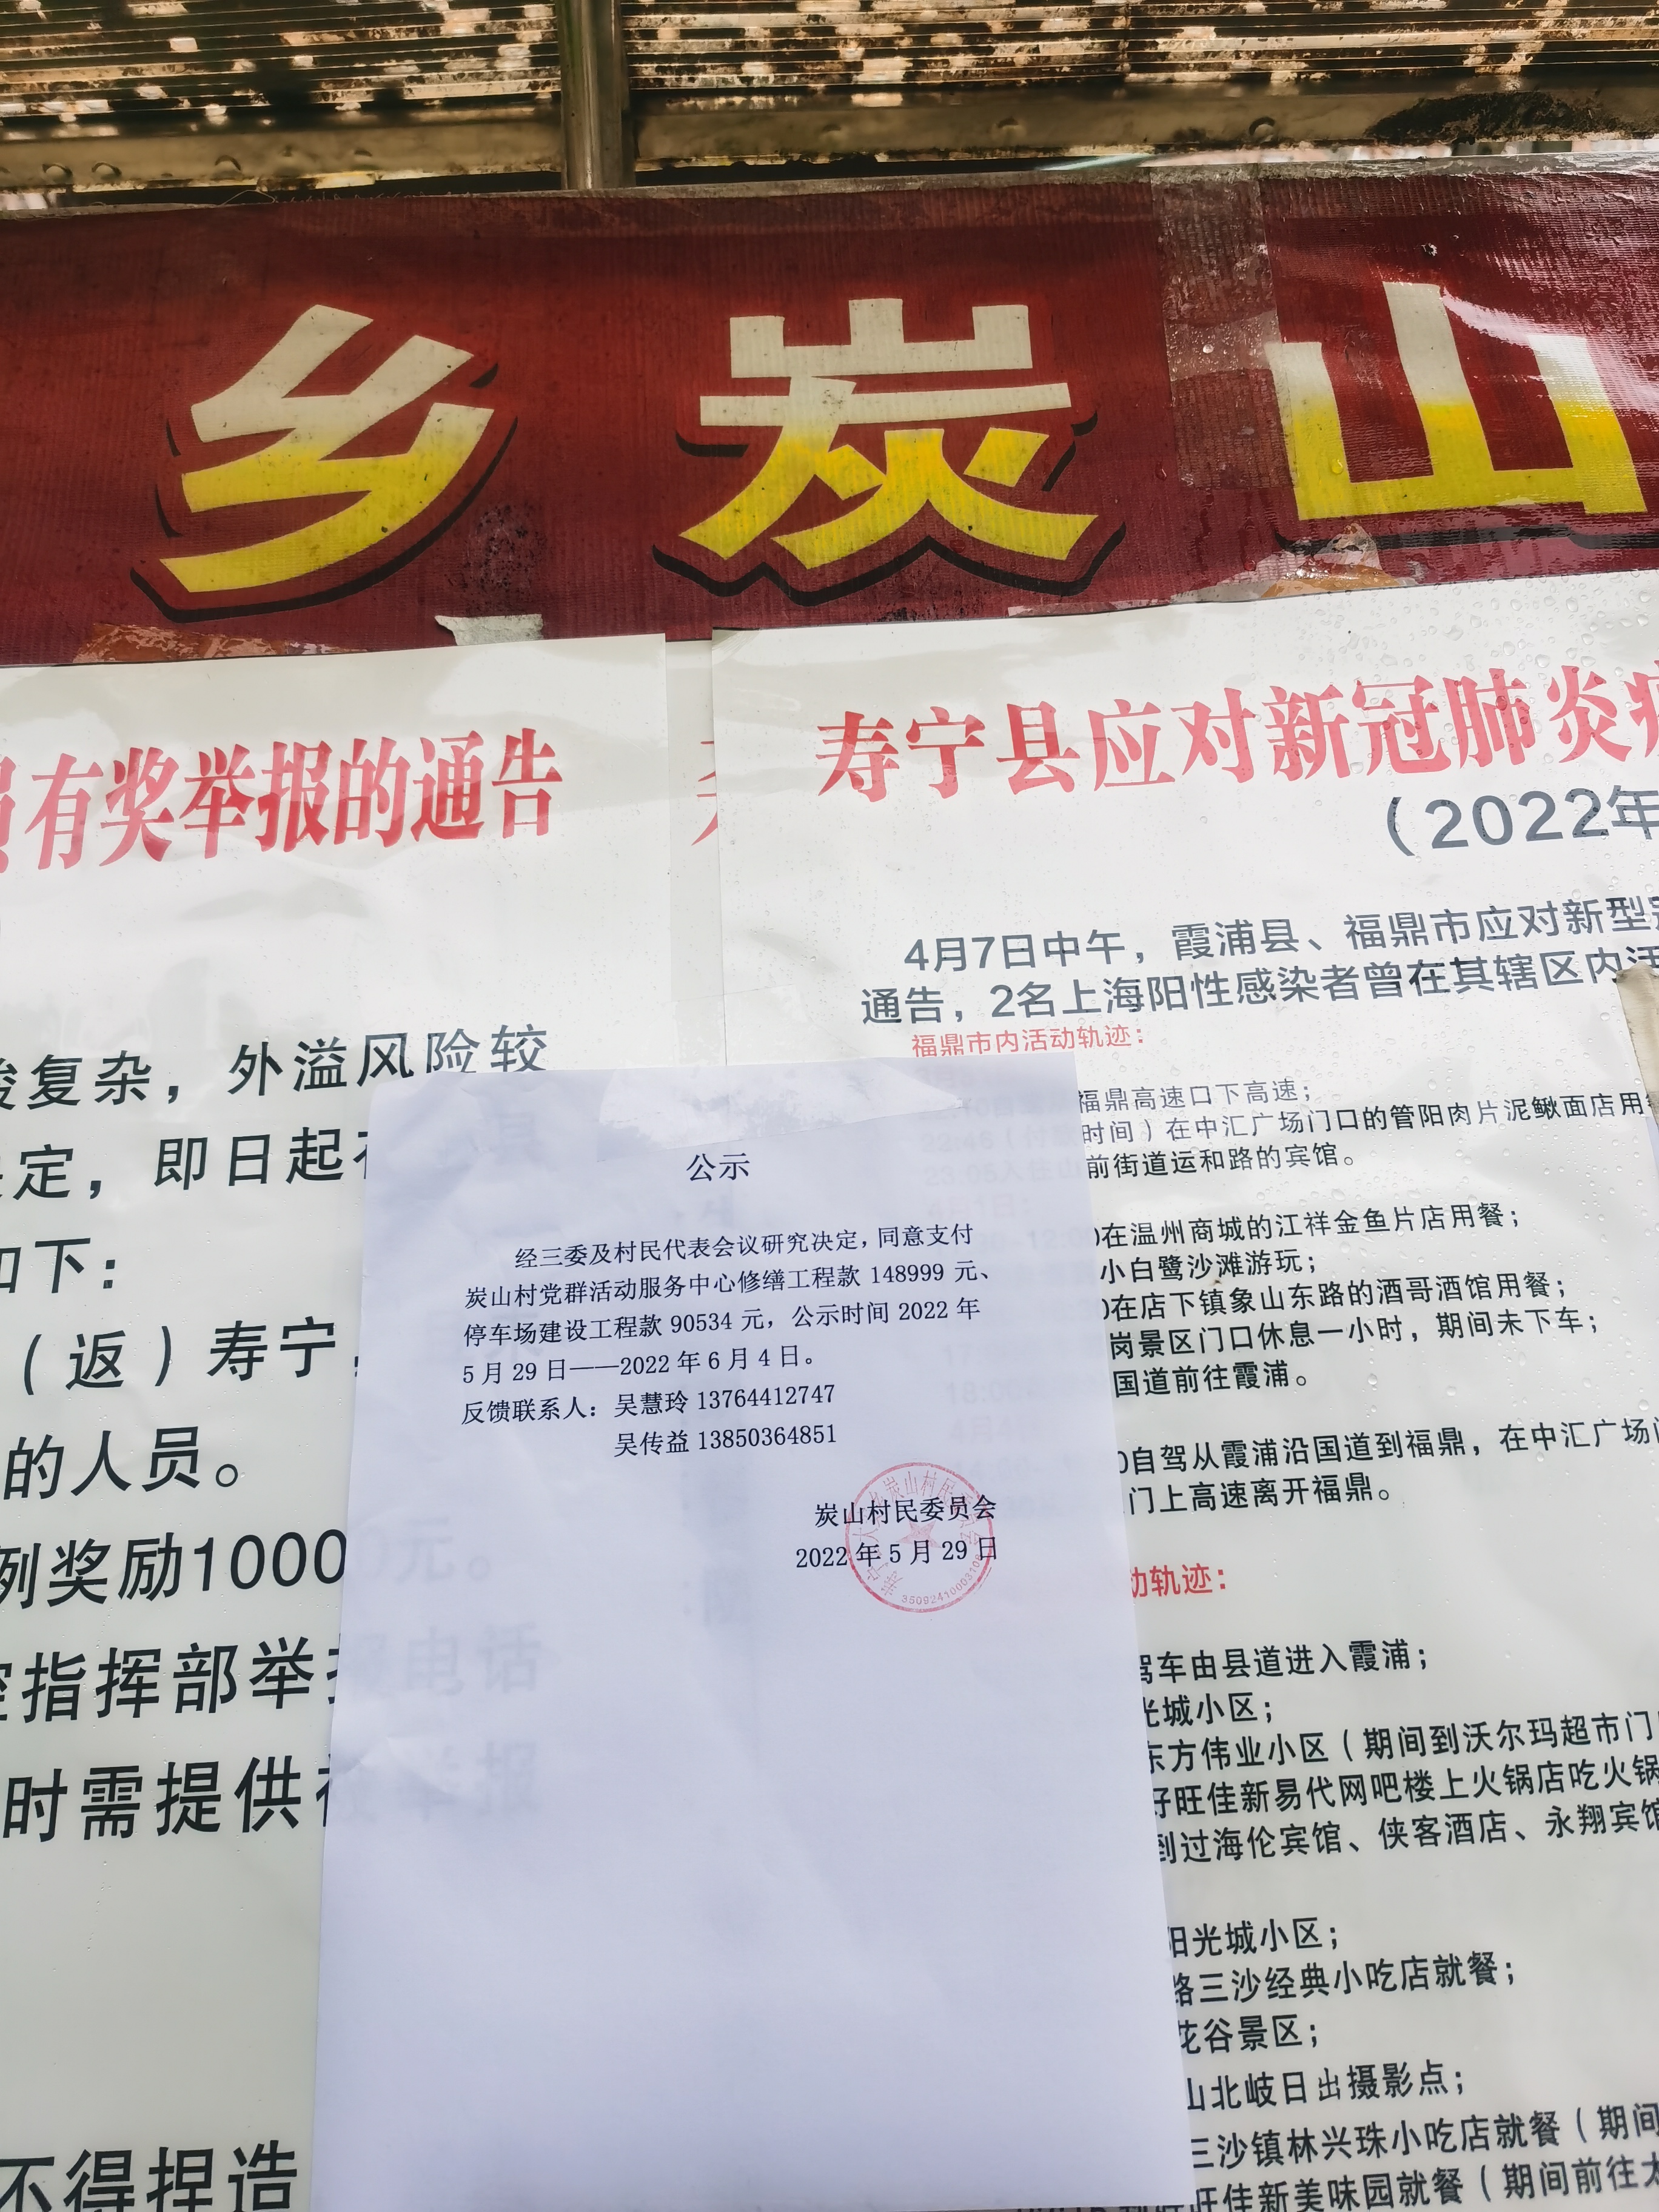 乡炭山
有奖举报的通告
复杂，外溢风险较
定，即日起
如下：
（返）寿宁，
的人员。
例奖励1000
指挥部举
时需提供
不得捏造
寿宁县应对新冠肺炎
（2022年
4月7日中午，霞浦县、福鼎市应对新型
通告，2名上海阳性感染者曾在其辖区内活
福鼎市内活动轨迹：
福鼎高速口下高速；
时间）在中汇广场门口的管阳肉片泥鳅面店用
前街道运和路的宾馆。
在温州商城的江祥金鱼片店用餐；
小白鹭沙滩游玩；
在店下镇象山东路的酒哥酒馆用餐；
岗景区门口休息一小时，期间未下车；
国道前往霞浦。
0自驾从霞浦沿国道到福鼎，在中汇广场
门上高速离开福鼎。
动轨迹：
驾车由县道进入霞浦；
光城小区；
东方伟业小区（期间到沃尔玛超市门
好旺佳新易代网吧楼上火锅店吃火锅
到过海伦宾馆、侠客酒店、永翔宾馆
阳光城小区；
路三沙经典小吃店就餐；
花谷景区；
山北岐日出摄影点；
三沙镇林兴珠小吃店就餐（期间
旺佳新美味园就餐（期间前往
公示
经三委及村民代表会议研究决定，同意支付
炭山村党群活动服务中心修缮工程款 148999 元、
停车场建设工程款 90534 元，公示时间 2022 年
5 月 29 日——2022 年 6 月 4 日。
反馈联系人：吴慧玲 13764412747
吴传益 13850364851
炭山村民委员会
2022 年 5 月 29 日